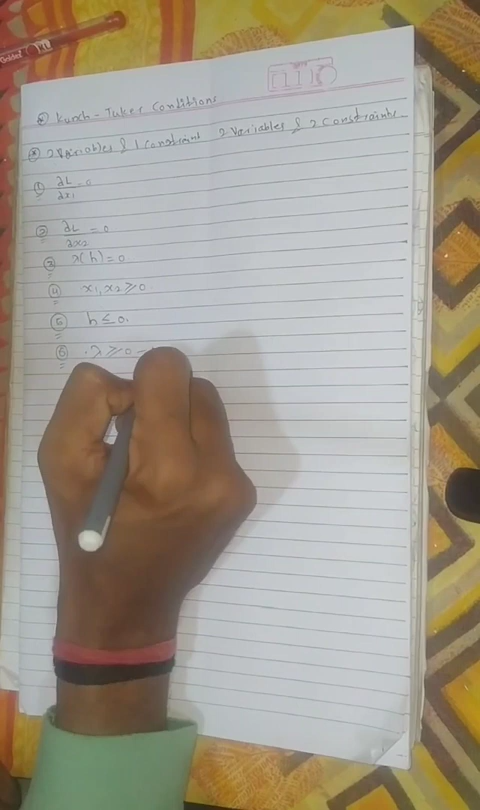 * Kunch-Tuker Conditions
* 2 Variables & 1 Constraint 2 Variables & 2 Constraints
① ∂L/∂x₁ = 0
② ∂L/∂x₂ = 0
③ λ(h) = 0
④ x₁, x₂ ≥ 0
⑤ h ≤ 0.
⑥ λ ≥ 0 -